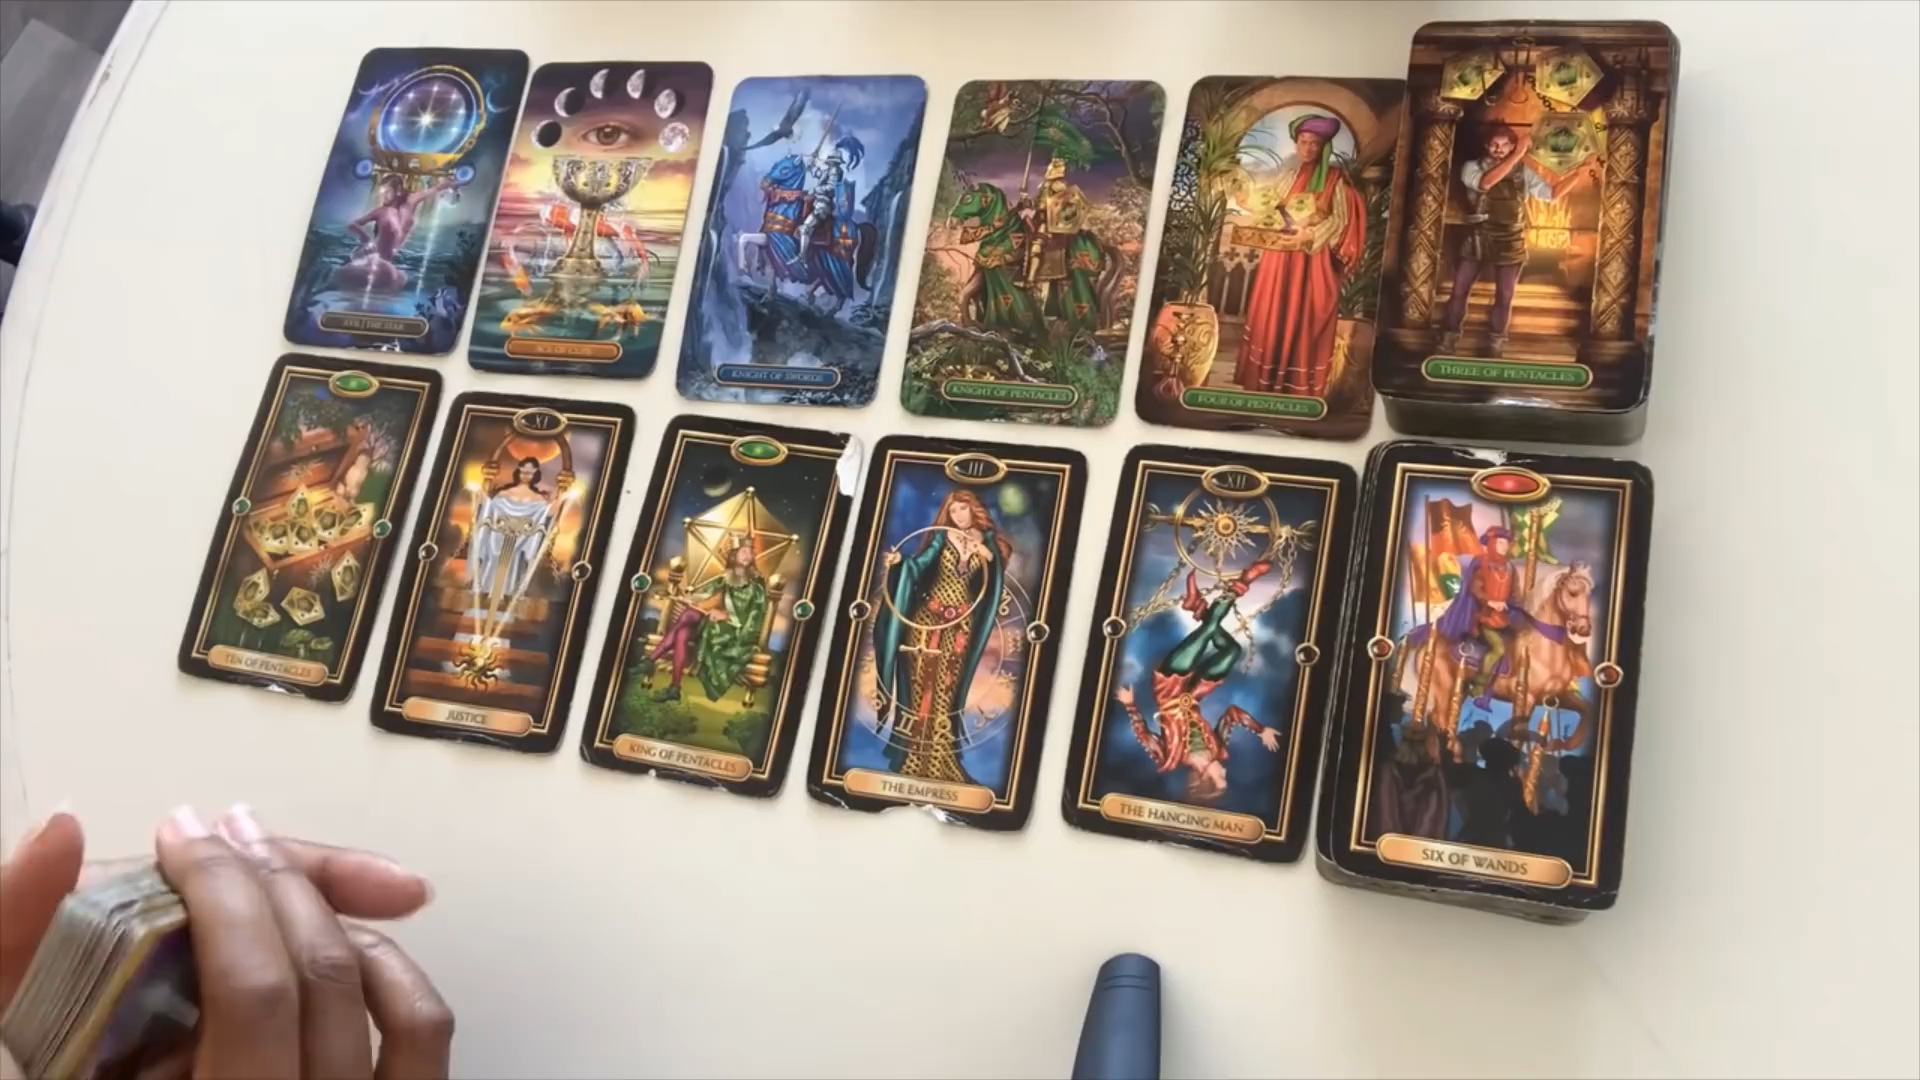 XVII | THE STAR
ACE OF CUPS
KNIGHT OF SWORDS
KNIGHT OF PENTACLES
FOUR OF PENTACLES
THREE OF PENTACLES
TEN OF PENTACLES
XI
JUSTICE
KING OF PENTACLES
III
THE EMPRESS
XII
THE HANGING MAN
SIX OF WANDS